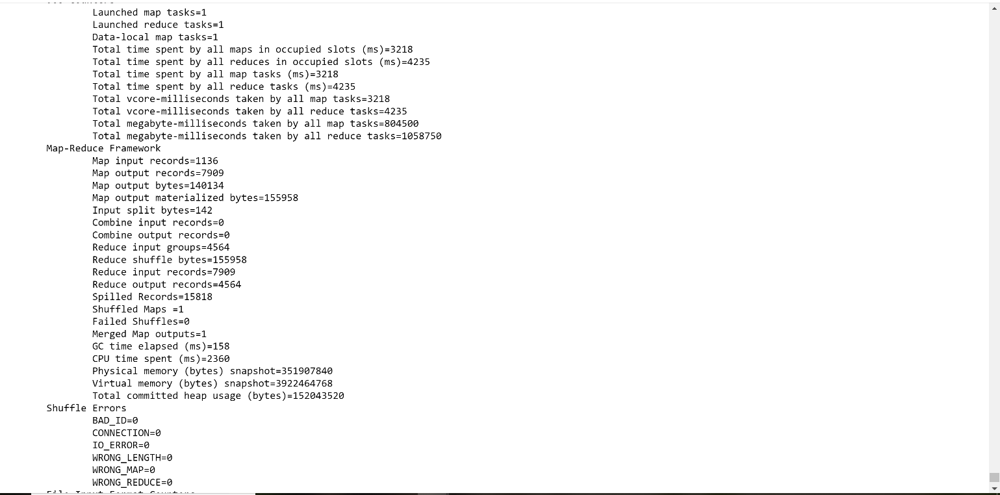 Launched map tasks=1
Launched reduce tasks=1
Data-local map tasks=1
Total time spent by all maps in occupied slots (ms)=3218
Total time spent by all reduces in occupied slots (ms)=4235
Total time spent by all map tasks (ms)=3218
Total time spent by all reduce tasks (ms)=4235
Total vcore-milliseconds taken by all map tasks=3218
Total vcore-milliseconds taken by all reduce tasks=4235
Total megabyte-milliseconds taken by all map tasks=804500
Total megabyte-milliseconds taken by all reduce tasks=1058750
Map-Reduce Framework
Map input records=1136
Map output records=7909
Map output bytes=140134
Map output materialized bytes=155958
Input split bytes=142
Combine input records=0
Combine output records=0
Reduce input groups=4564
Reduce shuffle bytes=155958
Reduce input records=7909
Reduce output records=4564
Spilled Records=15818
Shuffled Maps =1
Failed Shuffles=0
Merged Map outputs=1
GC time elapsed (ms)=158
CPU time spent (ms)=2360
Physical memory (bytes) snapshot=351907840
Virtual memory (bytes) snapshot=3922464768
Total committed heap usage (bytes)=152043520
Shuffle Errors
BAD_ID=0
CONNECTION=0
IO_ERROR=0
WRONG_LENGTH=0
WRONG_MAP=0
WRONG_REDUCE=0
File Input Format Counters